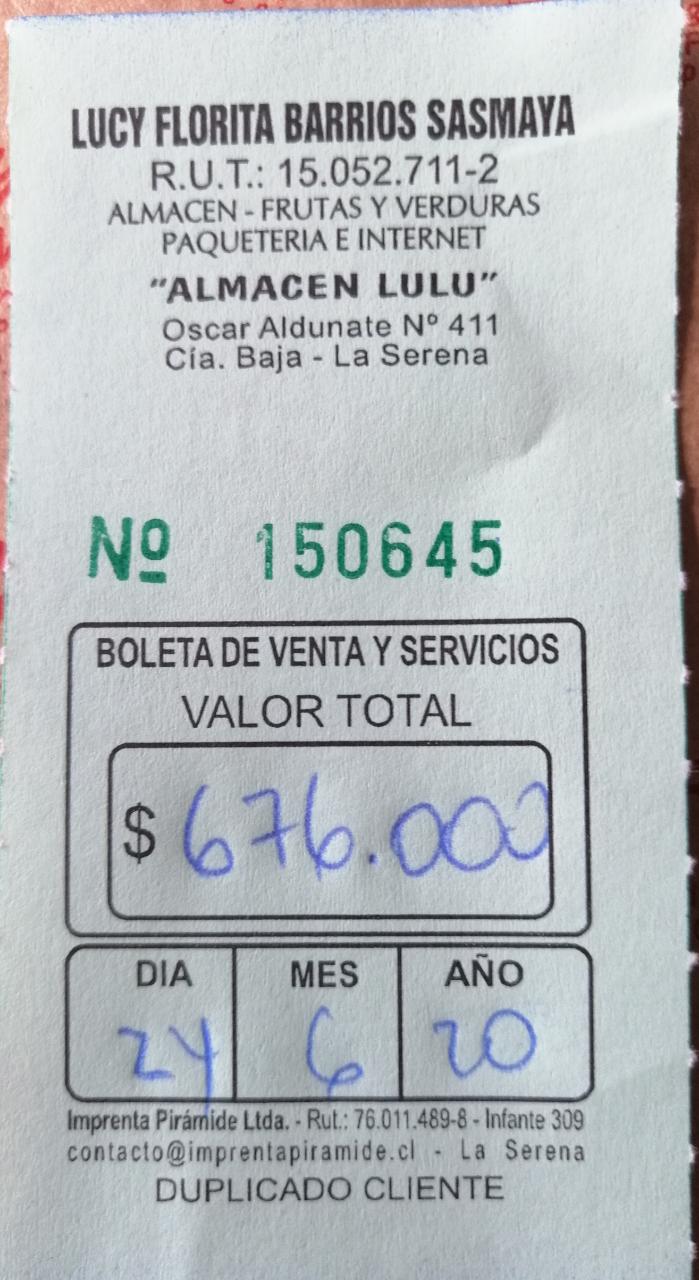 LUCY FLORITA BARRIOS SASMAYA
R.U.T.: 15.052.711-2
ALMACEN - FRUTAS Y VERDURAS
PAQUETERIA E INTERNET
"ALMACEN LULU"
Oscar Aldunate Nº 411
Cía. Baja - La Serena
Nº 150645
BOLETA DE VENTA Y SERVICIOS
VALOR TOTAL
$ 676.000
DIA MES AÑO
24 6 20
Imprenta Pirámide Ltda. - Rut.: 76.011.489-8 - Infante 309
contacto@imprentapiramide.cl - La Serena
DUPLICADO CLIENTE